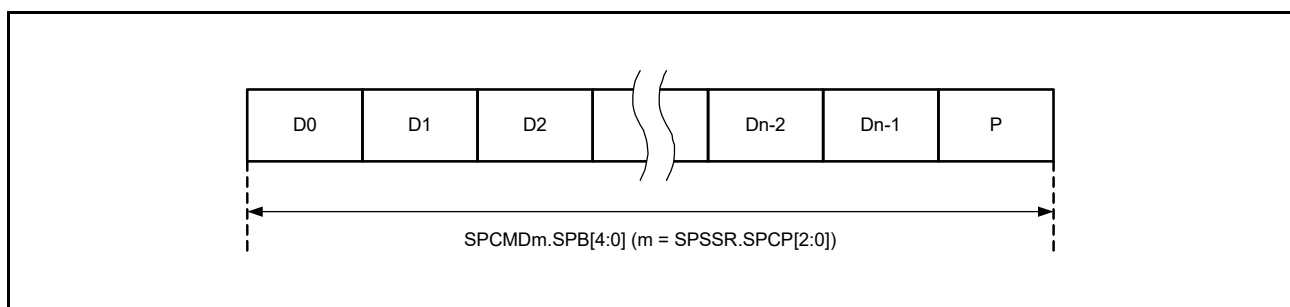 D0 D1 D2 Dn-2 Dn-1 P
SPCMDm.SPB[4:0] (m = SPSSR.SPCP[2:0])